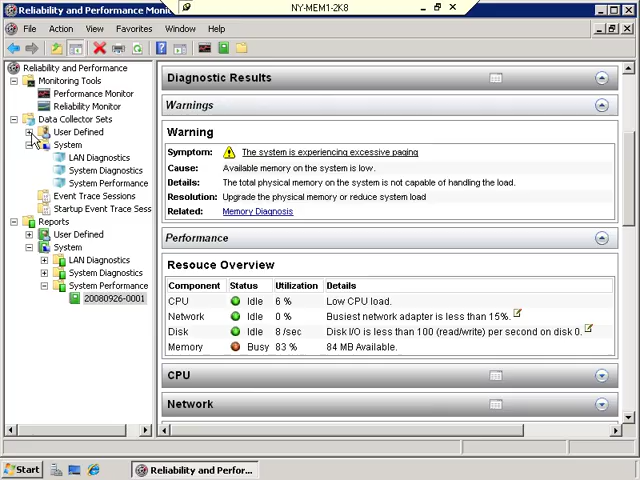 NY-MEM1-2K8
Reliability and Performance Mon
File Action View Favorites Window Help
Reliability and Performance
Monitoring Tools
Performance Monitor
Reliability Monitor
Data Collector Sets
User Defined
System
LAN Diagnostics
System Diagnostics
System Performance
Event Trace Sessions
Startup Event Trace Sess
Reports
User Defined
System
LAN Diagnostics
System Diagnostics
System Performance
20080926-0001
Diagnostic Results
Warnings
Warning
Symptom: The system is experiencing excessive paging
Cause: Available memory on the system is low.
Details: The total physical memory on the system is not capable of handling the load.
Resolution: Upgrade the physical memory or reduce system load
Related: Memory Diagnosis
Performance
Resouce Overview
Component Status Utilization Details
CPU Idle 6 % Low CPU load.
Network Idle 0 % Busiest network adapter is less than 15%.
Disk Idle 8 /sec Disk I/O is less than 100 (read/write) per second on disk 0.
Memory Busy 83 % 84 MB Available.
CPU
Network
Start Reliability and Perfor...